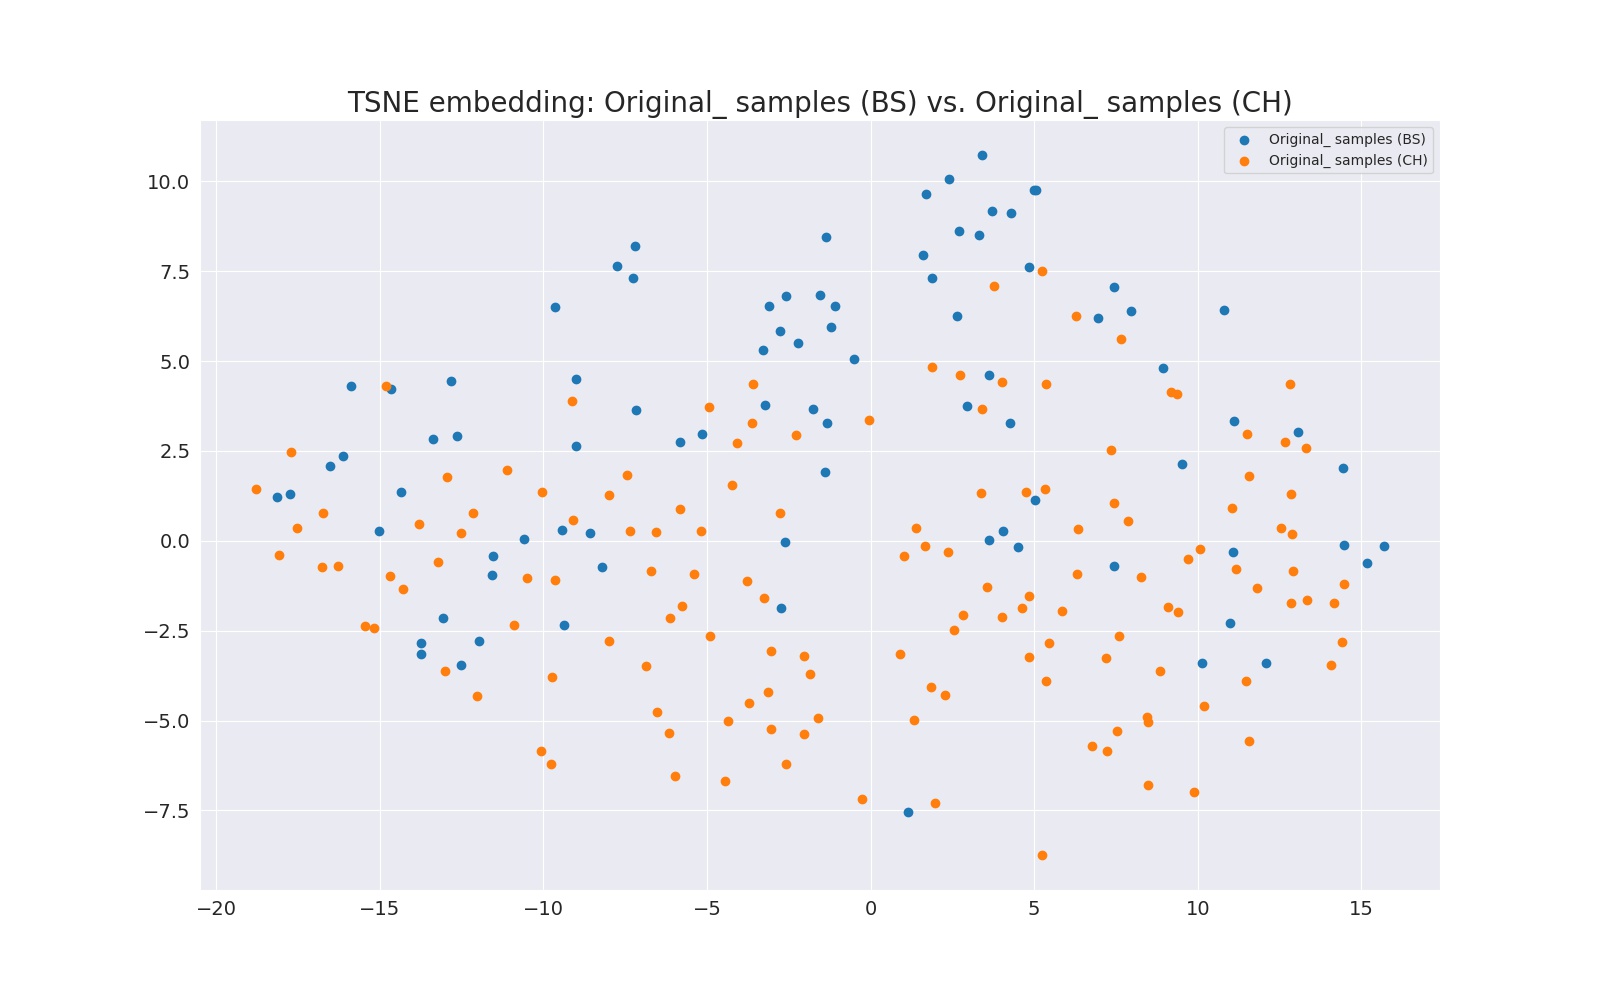 TSNE embedding: Original_ samples (BS) vs. Original_ samples (CH)
Original_ samples (BS)
Original_ samples (CH)
10.0
7.5
5.0
2.5
0.0
−2.5
−5.0
−7.5
−20 −15 −10 −5 0 5 10 15